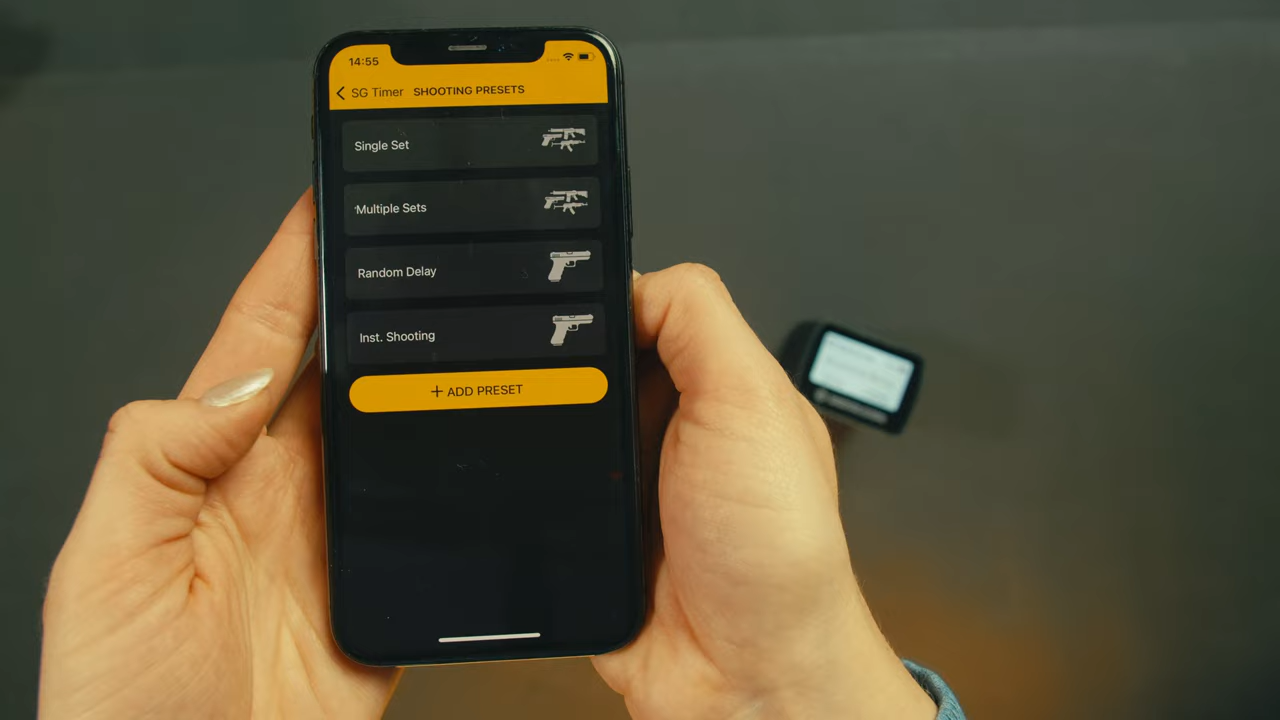 14:55
SG Timer SHOOTING PRESETS
Single Set
Multiple Sets
Random Delay
Inst. Shooting
+ ADD PRESET